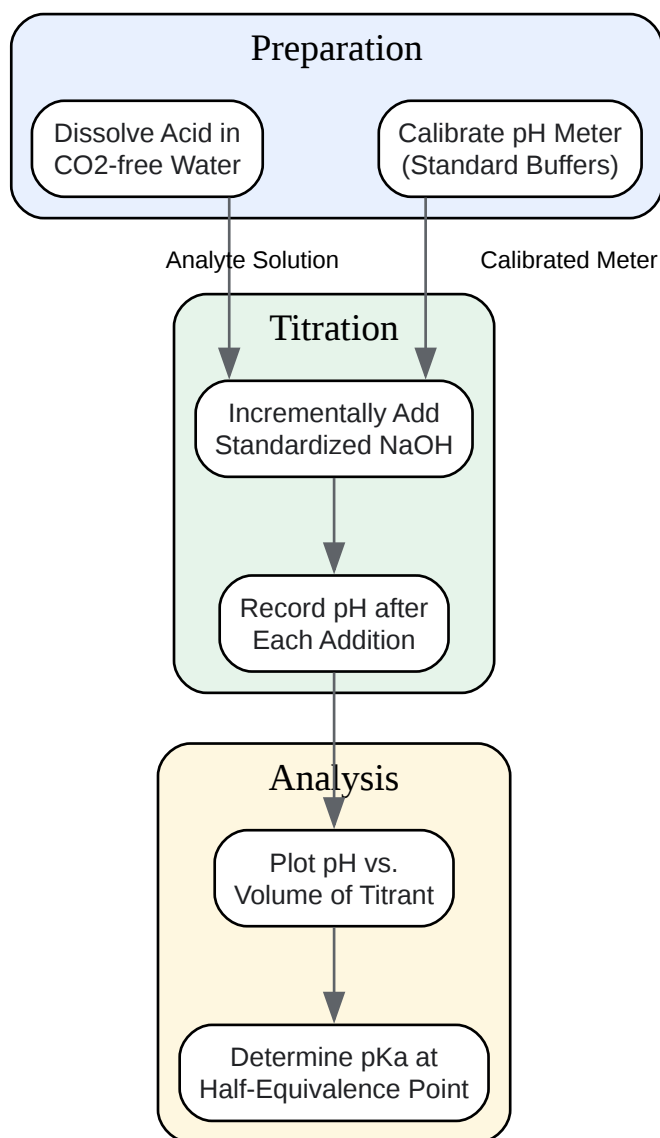 Preparation
Dissolve Acid in
CO2-free Water
Calibrate pH Meter
(Standard Buffers)
Analyte Solution
Calibrated Meter
Titration
Incrementally Add
Standardized NaOH
Record pH after
Each Addition
Analysis
Plot pH vs.
Volume of Titrant
Determine pKa at
Half-Equivalence Point